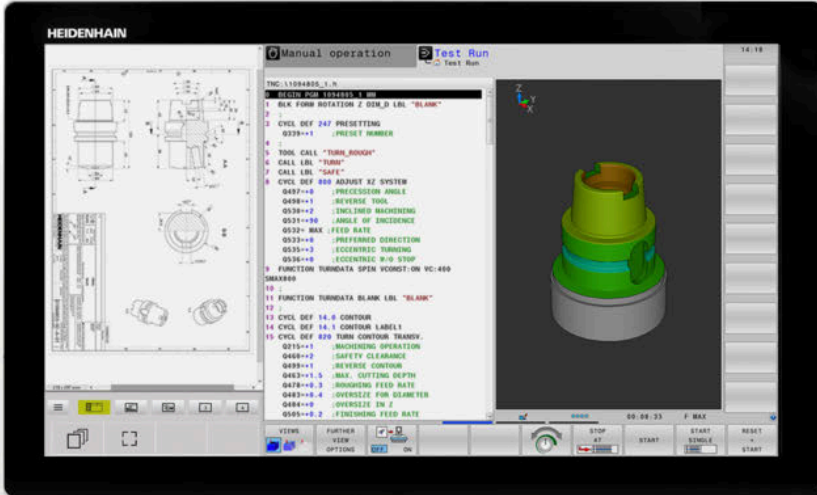 HEIDENHAIN
Manual operation
Test Run
Test Run
14:18
TNC:\1094805_1.h
0 BEGIN PGM 1094805_1 MM
1 BLK FORM ROTATION Z DIM_D LBL "BLANK"
2 ;
3 CYCL DEF 247 PRESETTING
Q339=+1 ;PRESET NUMBER
4 ;
5 TOOL CALL "TURN_ROUGH"
6 CALL LBL "TURN"
7 CALL LBL "SAFE"
8 CYCL DEF 800 ADJUST XZ SYSTEM
Q497=+0 ;PRECESSION ANGLE
Q498=+1 ;REVERSE TOOL
Q530=+2 ;INCLINED MACHINING
Q531=+90 ;ANGLE OF INCIDENCE
Q532= MAX ;FEED RATE
Q533=+0 ;PREFERRED DIRECTION
Q535=+3 ;ECCENTRIC TURNING
Q536=+0 ;ECCENTRIC W/O STOP
9 FUNCTION TURNDATA SPIN VCONST:ON VC:400
SMAX800
10 ;
11 FUNCTION TURNDATA BLANK LBL "BLANK"
12 ;
13 CYCL DEF 14.0 CONTOUR
14 CYCL DEF 14.1 CONTOUR LABEL1
15 CYCL DEF 820 TURN CONTOUR TRANSV.
Q215=+1 ;MACHINING OPERATION
Q460=+2 ;SAFETY CLEARANCE
Q499=+1 ;REVERSE CONTOUR
Q463=+1.5 ;MAX. CUTTING DEPTH
Q478=+0.3 ;ROUGHING FEED RATE
Q483=+0.4 ;OVERSIZE FOR DIAMETER
Q484=+0 ;OVERSIZE IN Z
Q505=+0.2 ;FINISHING FEED RATE
Z
Y
X
HEIDENHAIN
00:00:35 F MAX
VIEWS
FURTHER
VIEW
OPTIONS
OFF ON
STOP
AT
START
START
SINGLE
RESET
+
START